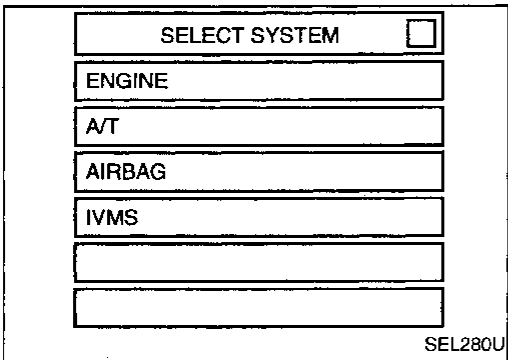 SELECT SYSTEM
ENGINE
A/T
AIRBAG
IVMS
SEL280U